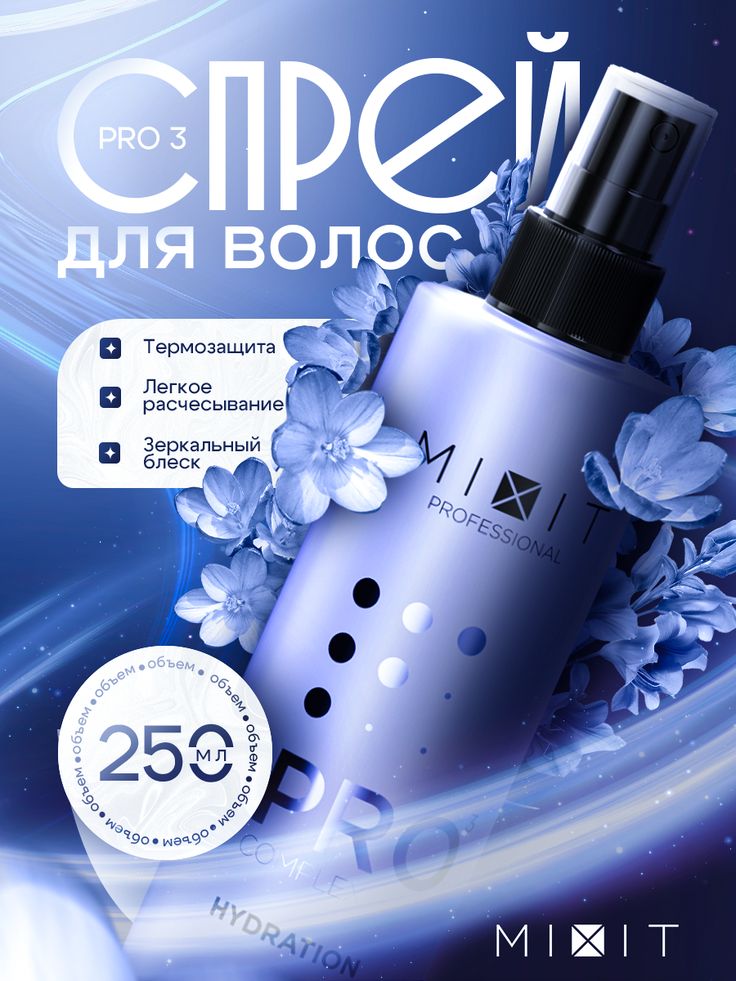 СПРЕЙ
PRO 3
ДЛЯ ВОЛОС
Термозащита
Легкое
расчесывание
Зеркальный
блеск
MIXIT
PROFESSIONAL
объем • объем • объем • объем • объем • объем • объем • объем •
250 мл
PRO³
COMPLEX
HYDRATION
MIXIT